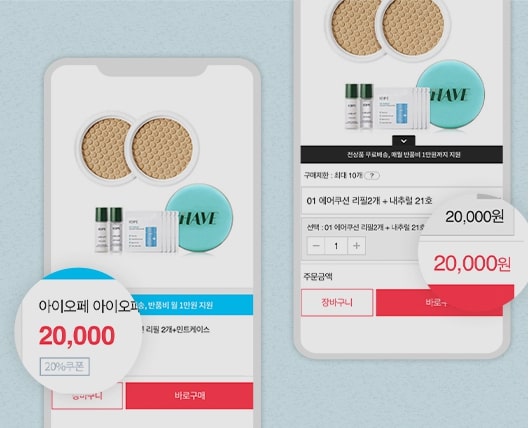 HAVE
IOPE
IOPE
아이오페 아이오페
송, 반품비 월 1만원 지원
20,000
리필 2개+민트케이스
20%쿠폰
장바구니
바로구매
HAVE
전상품 무료배송, 매월 반품비 1만원까지 지원
구매제한 : 최대 10개 ?
01 에어쿠션 리필2개 + 내추럴 21호
20,000원
선택 : 01 에어쿠션 리필2개 + 내추럴 21호
1
20,000원
주문금액
장바구니
바로구